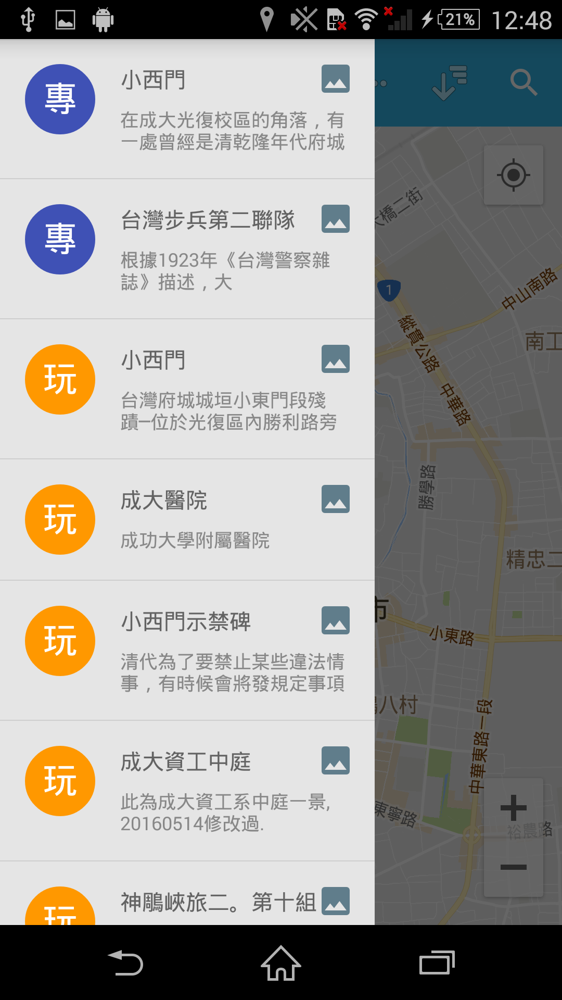 21%
12:48
專
小西門
在成大光復校區的角落，有
一處曾經是清乾隆年代府城
專
台灣步兵第二聯隊
根據1923年《台灣警察雜
誌》描述，大
玩
小西門
台灣府城城垣小東門段殘
蹟─位於光復區內勝利路旁
玩
成大醫院
成功大學附屬醫院
玩
小西門示禁碑
清代為了要禁止某些違法情
事，有時候會將發規定事項
玩
成大資工中庭
此為成大資工系中庭一景,
20160514修改過.
玩
神鵰峽旅二。第十組
大橋二街
1
中山南路
縱貫公路
南工
中華路
勝學路
精忠二
市
小東路
八村
中華東路一段
東寧路
裕農路